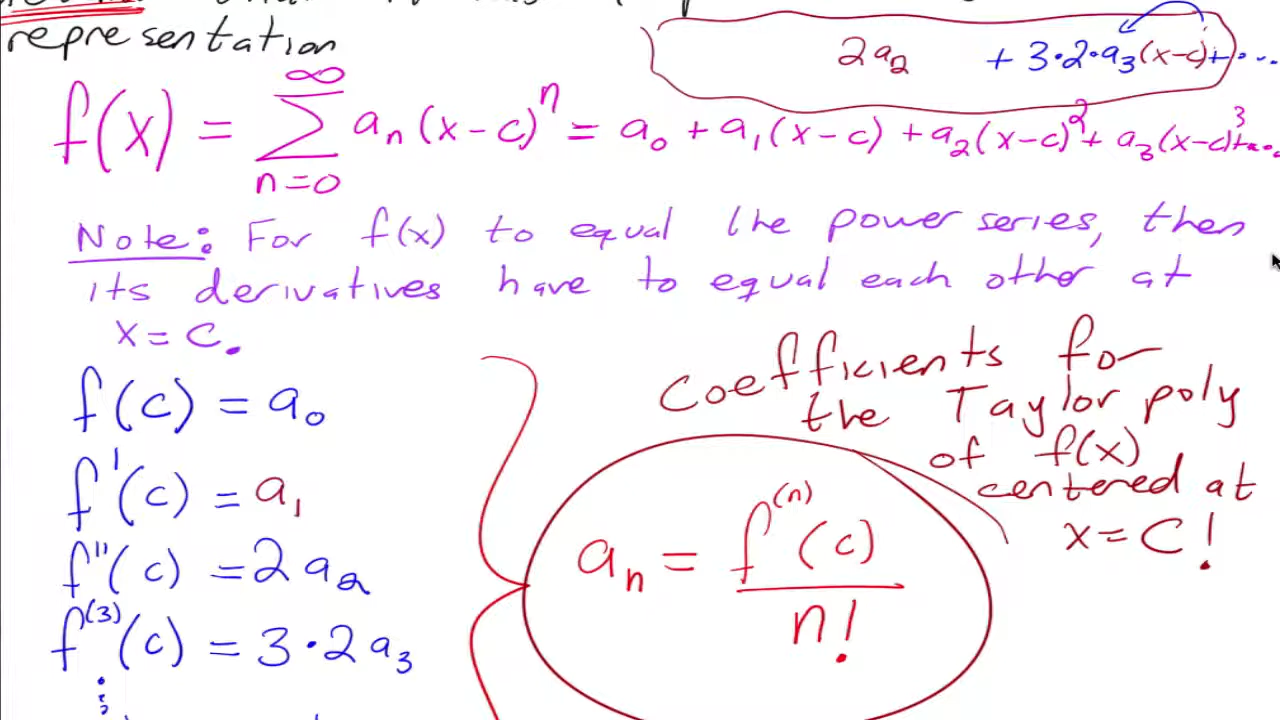 representation
2a₂ + 3·2·a₃(x-c)+...
f(x) = ∞ Σ n=0 aₙ(x-c)ⁿ = a₀ + a₁(x-c) + a₂(x-c)² + a₃(x-c)³+...
Note: For f(x) to equal the power series, then
its derivatives have to equal each other at
x = c.
Coefficients for
the Taylor poly
of f(x)
centered at
x = c!
f(c) = a₀
f'(c) = a₁
f''(c) = 2a₂
f⁽³⁾(c) = 3·2a₃
⋮
aₙ = f⁽ⁿ⁾(c)
n!